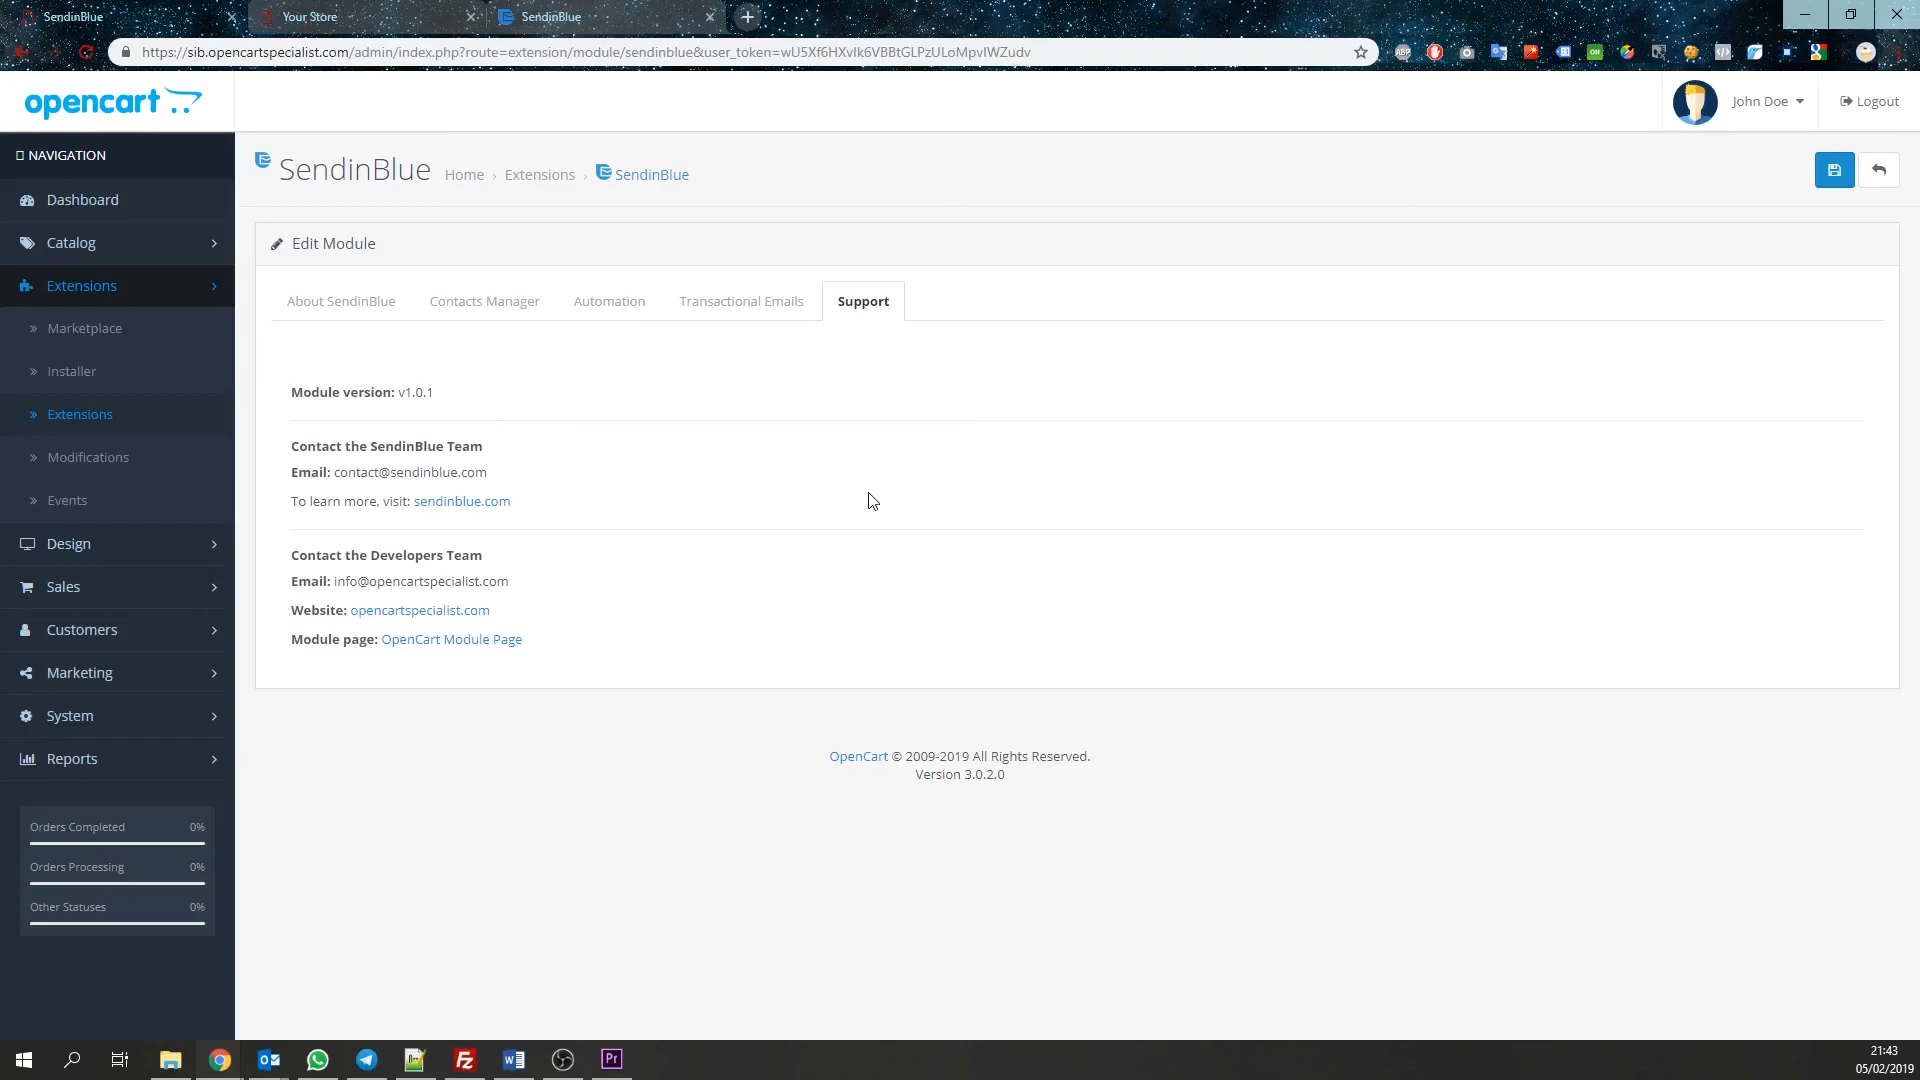 SendinBlue
Your Store
SendinBlue
https://sib.opencartspecialist.com/admin/index.php?route=extension/module/sendinblue&user_token=wU5Xf6HXvIk6VBBtGLPzULoMpvIWZudv
opencart
John Doe
Logout
NAVIGATION
Dashboard
Catalog
Extensions
Marketplace
Installer
Extensions
Modifications
Events
Design
Sales
Customers
Marketing
System
Reports
Orders Completed 0%
Orders Processing 0%
Other Statuses 0%
SendinBlue Home › Extensions › SendinBlue
Edit Module
About SendinBlue Contacts Manager Automation Transactional Emails Support
Module version: v1.0.1
Contact the SendinBlue Team
Email: contact@sendinblue.com
To learn more, visit: sendinblue.com
Contact the Developers Team
Email: info@opencartspecialist.com
Website: opencartspecialist.com
Module page: OpenCart Module Page
OpenCart © 2009-2019 All Rights Reserved.
Version 3.0.2.0
21:43
05/02/2019